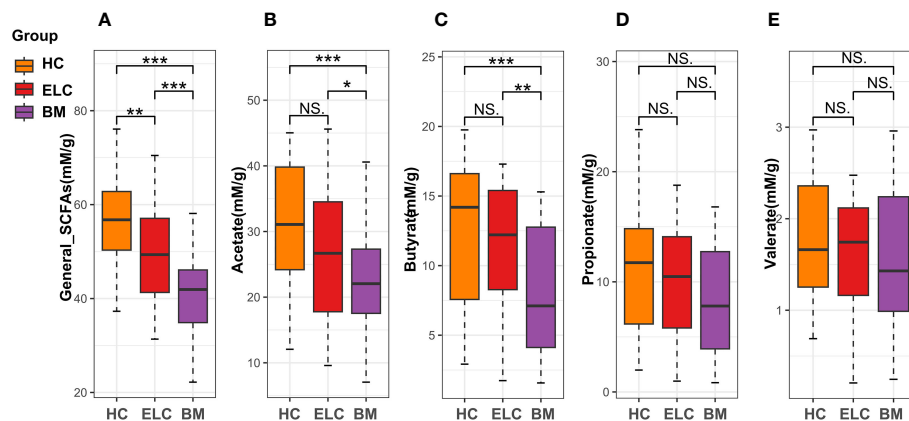 A
B
C
D
E
Group
HC
ELC
BM
General_SCFAs(mM/g)
80
60
40
20
***
**
***
HC ELC BM
Acetate(mM/g)
50
40
30
20
10
***
NS.
*
HC ELC BM
Butyrate(mM/g)
25
20
15
10
5
***
NS.
**
HC ELC BM
Propionate(mM/g)
30
20
10
0
NS.
NS.
NS.
HC ELC BM
Valerate(mM/g)
3
2
1
NS.
NS.
NS.
HC ELC BM